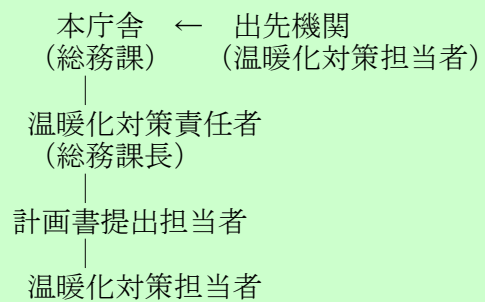 本庁舎 ← 出先機関
(総務課) (温暖化対策担当者)
|
温暖化対策責任者
(総務課長)
|
計画書提出担当者
|
温暖化対策担当者